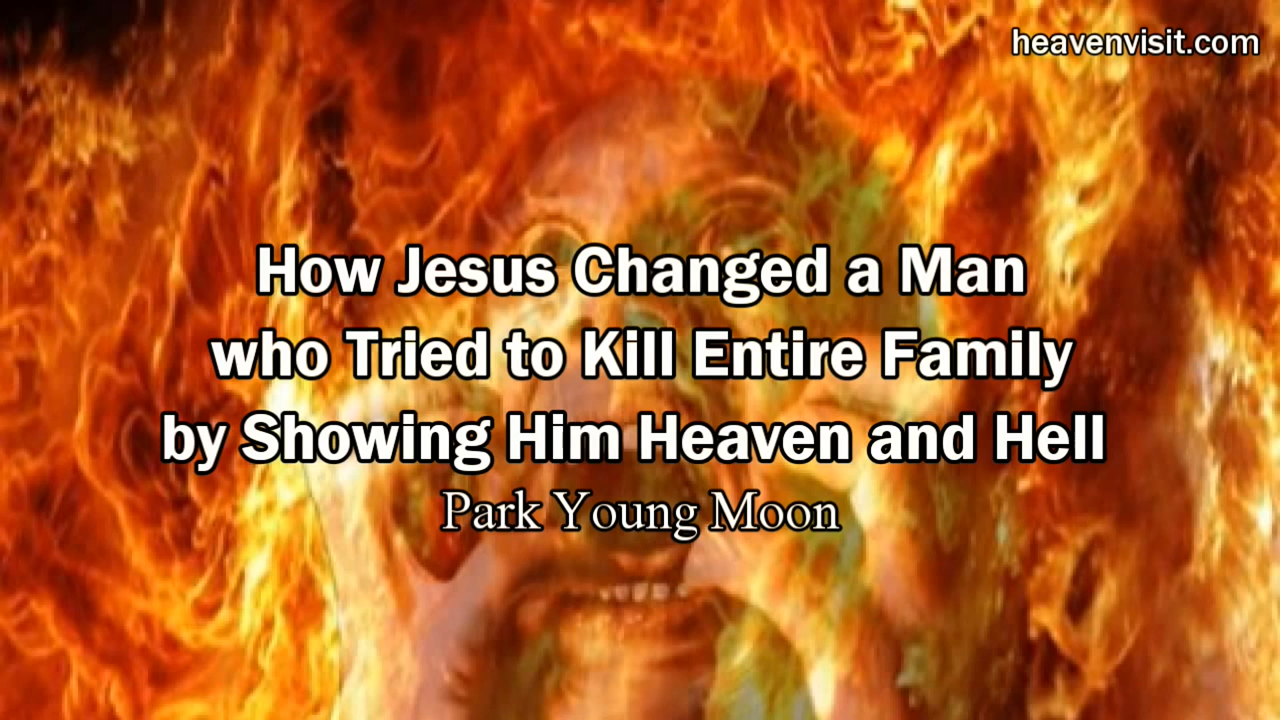 heavenvisit.com
How Jesus Changed a Man
who Tried to Kill Entire Family
by Showing Him Heaven and Hell
Park Young Moon